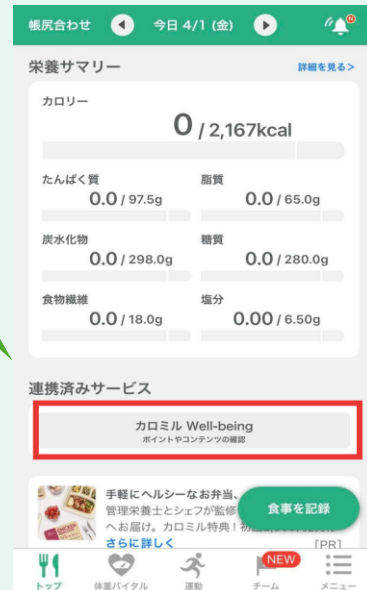 帳尻合わせ
今日 4/1 (金)
N
栄養サマリー
詳細を見る>
カロリー
0 / 2,167kcal
たんぱく質
0.0 / 97.5g
脂質
0.0 / 65.0g
炭水化物
0.0 / 298.0g
糖質
0.0 / 280.0g
食物繊維
0.0 / 18.0g
塩分
0.00 / 6.50g
連携済みサービス
カロミル Well-being
ポイントやコンテンツの確認
手軽にヘルシーなお弁当、
管理栄養士とシェフが監修
へお届け。カロミル特典！
さらに詳しく
[PR]
食事を記録
トップ
体重バイタル
運動
NEW
チーム
メニュー